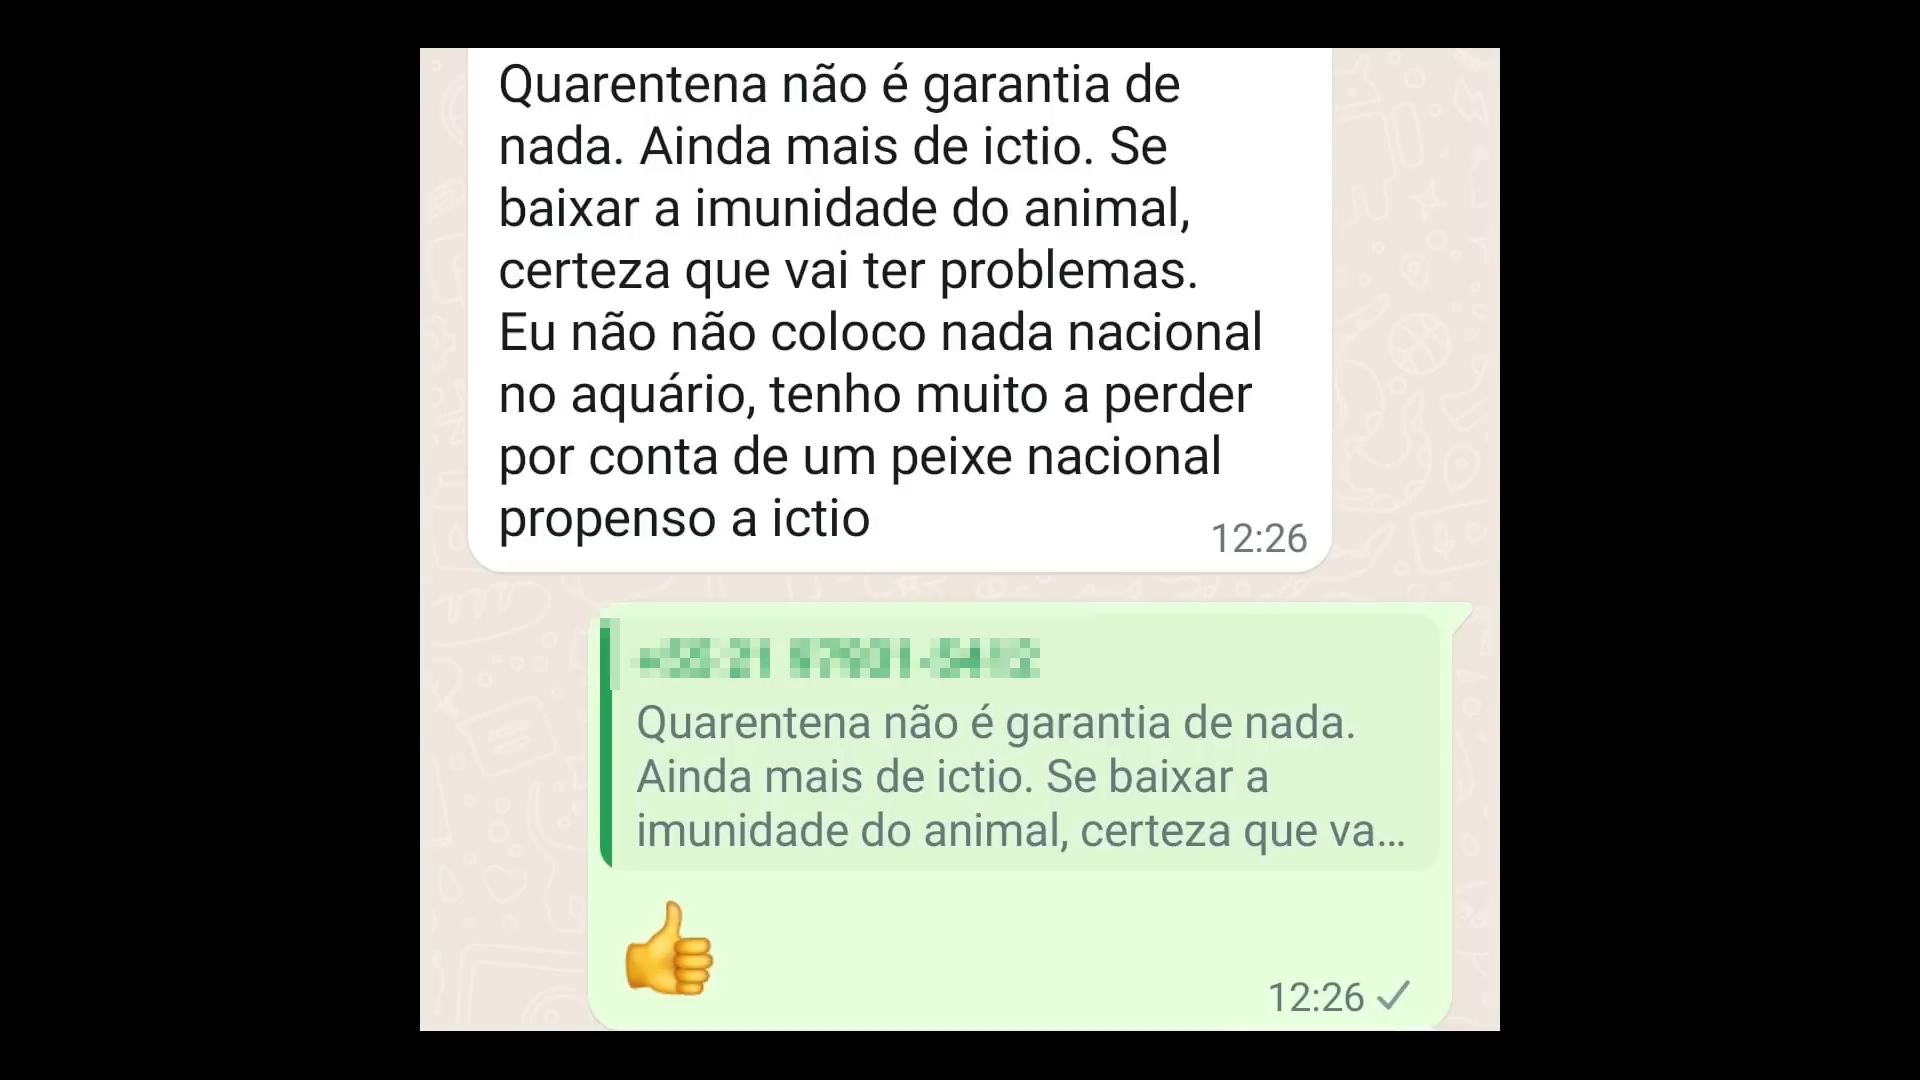 Quarentena não é garantia de
nada. Ainda mais de ictio. Se
baixar a imunidade do animal,
certeza que vai ter problemas.
Eu não não coloco nada nacional
no aquário, tenho muito a perder
por conta de um peixe nacional
propenso a ictio
12:26
Quarentena não é garantia de nada.
Ainda mais de ictio. Se baixar a
imunidade do animal, certeza que va...
12:26